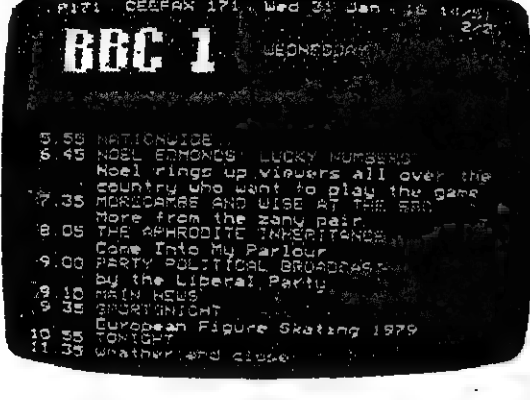 P171 CEEFAX 171 Wed 31 Jan
2/2
BBC 1 WEDNESDAY
5.55 NATIONWIDE
6.45 NOEL EDMONDS' LUCKY NUMBERS
Noel rings up viewers all over the
country who want to play the game
7.35 MORECAMBE AND WISE AT THE BBC
More from the zany pair
8.05 THE APHRODITE INHERITANCE
Come Into My Parlour
9.00 PARTY POLITICAL BROADCAST
by the Liberal Party
9.10 MAIN NEWS
9.35 SPORTSNIGHT
European Figure Skating 1979
10.55 TONIGHT
11.35 Weather and close